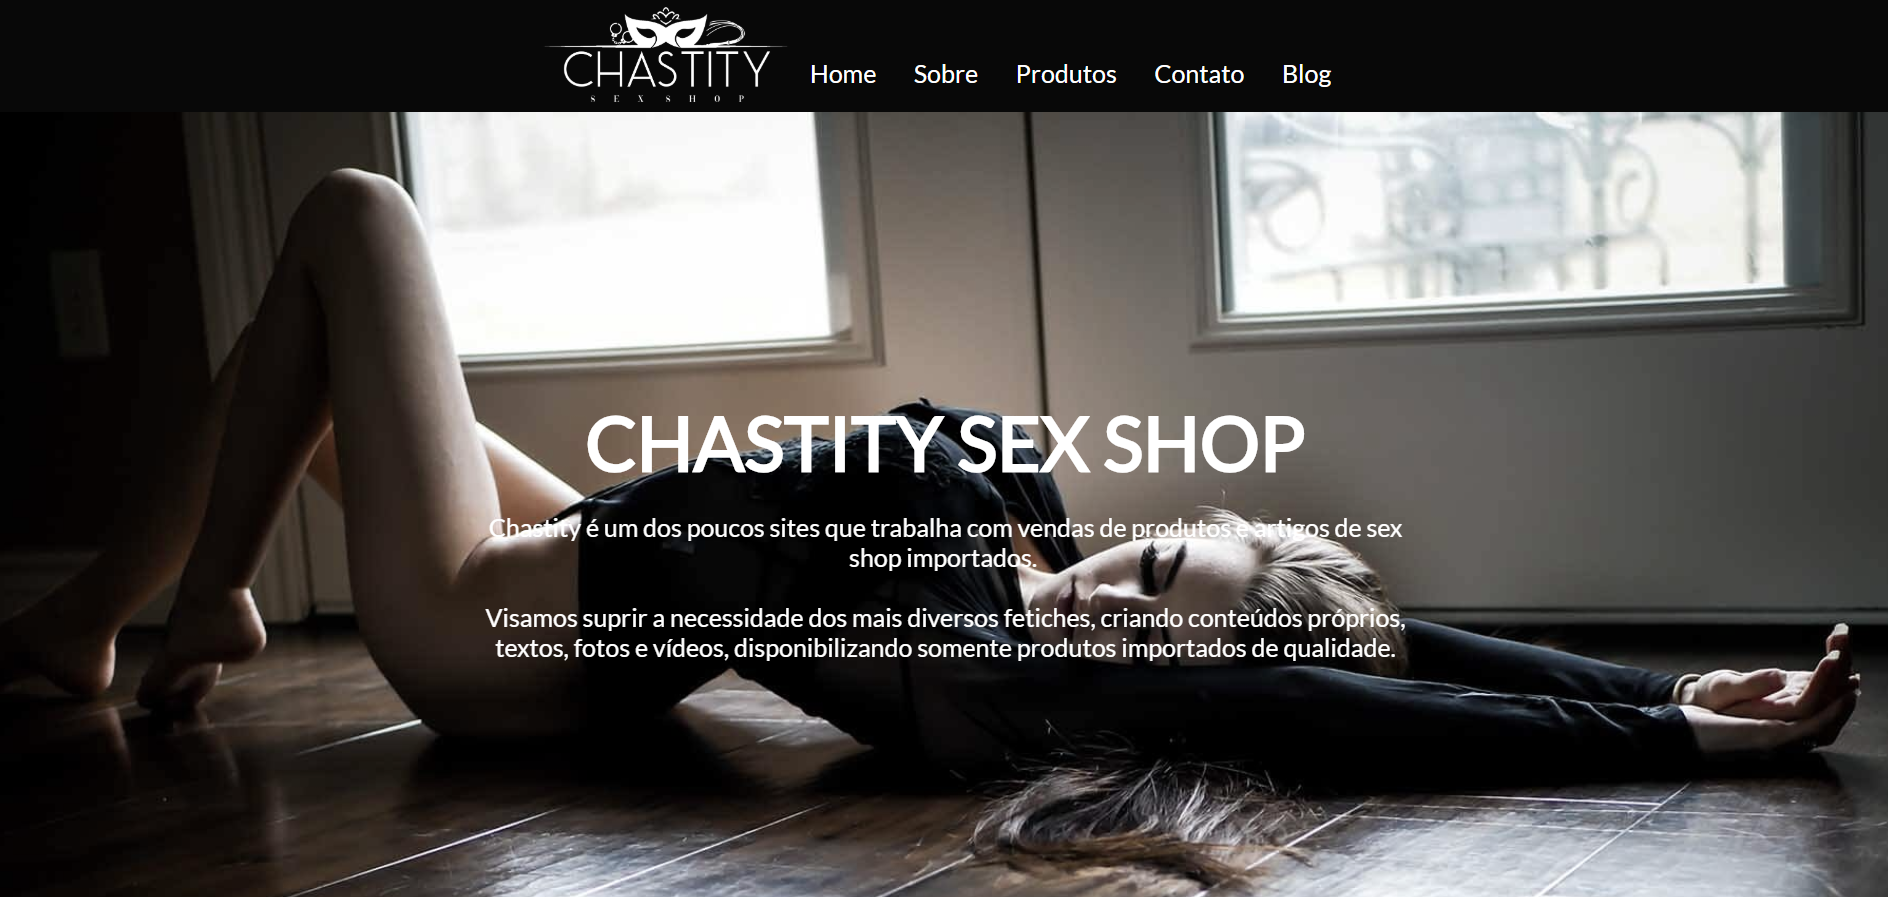 CHASTITY
SEX SHOP
Home Sobre Produtos Contato Blog
CHASTITY SEX SHOP
Chastity é um dos poucos sites que trabalha com vendas de produtos e artigos de sex
shop importados.
Visamos suprir a necessidade dos mais diversos fetiches, criando conteúdos próprios,
textos, fotos e vídeos, disponibilizando somente produtos importados de qualidade.